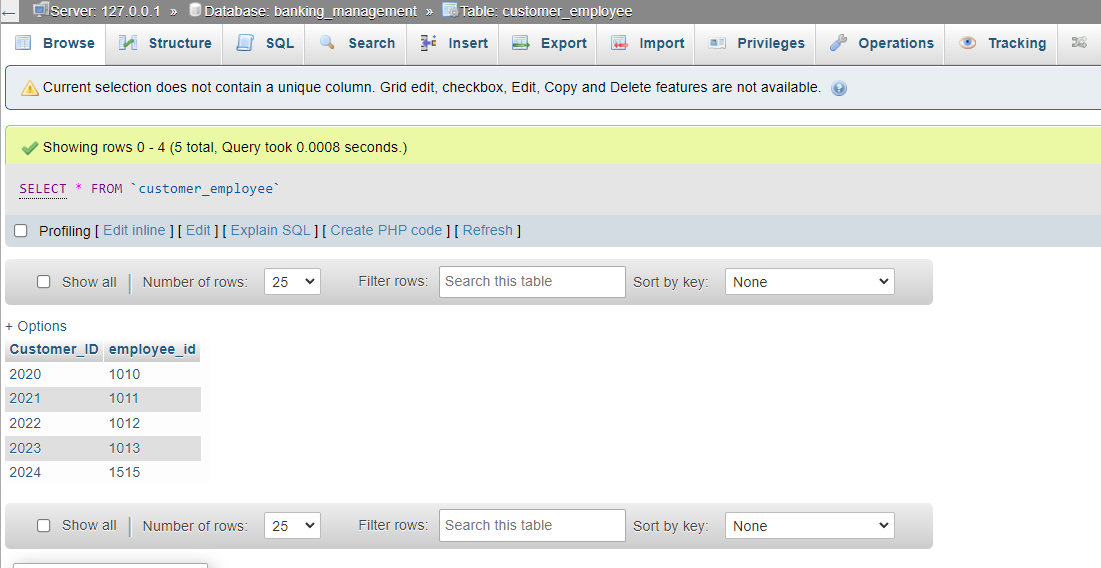 Server: 127.0.0.1 » Database: banking_management » Table: customer_employee
Browse Structure SQL Search Insert Export Import Privileges Operations Tracking
Current selection does not contain a unique column. Grid edit, checkbox, Edit, Copy and Delete features are not available.
Showing rows 0 - 4 (5 total, Query took 0.0008 seconds.)
SELECT * FROM `customer_employee`
Profiling [ Edit inline ] [ Edit ] [ Explain SQL ] [ Create PHP code ] [ Refresh ]
Show all | Number of rows: 25 Filter rows: Search this table Sort by key: None
+ Options
Customer_ID employee_id
2020 1010
2021 1011
2022 1012
2023 1013
2024 1515
Show all | Number of rows: 25 Filter rows: Search this table Sort by key: None